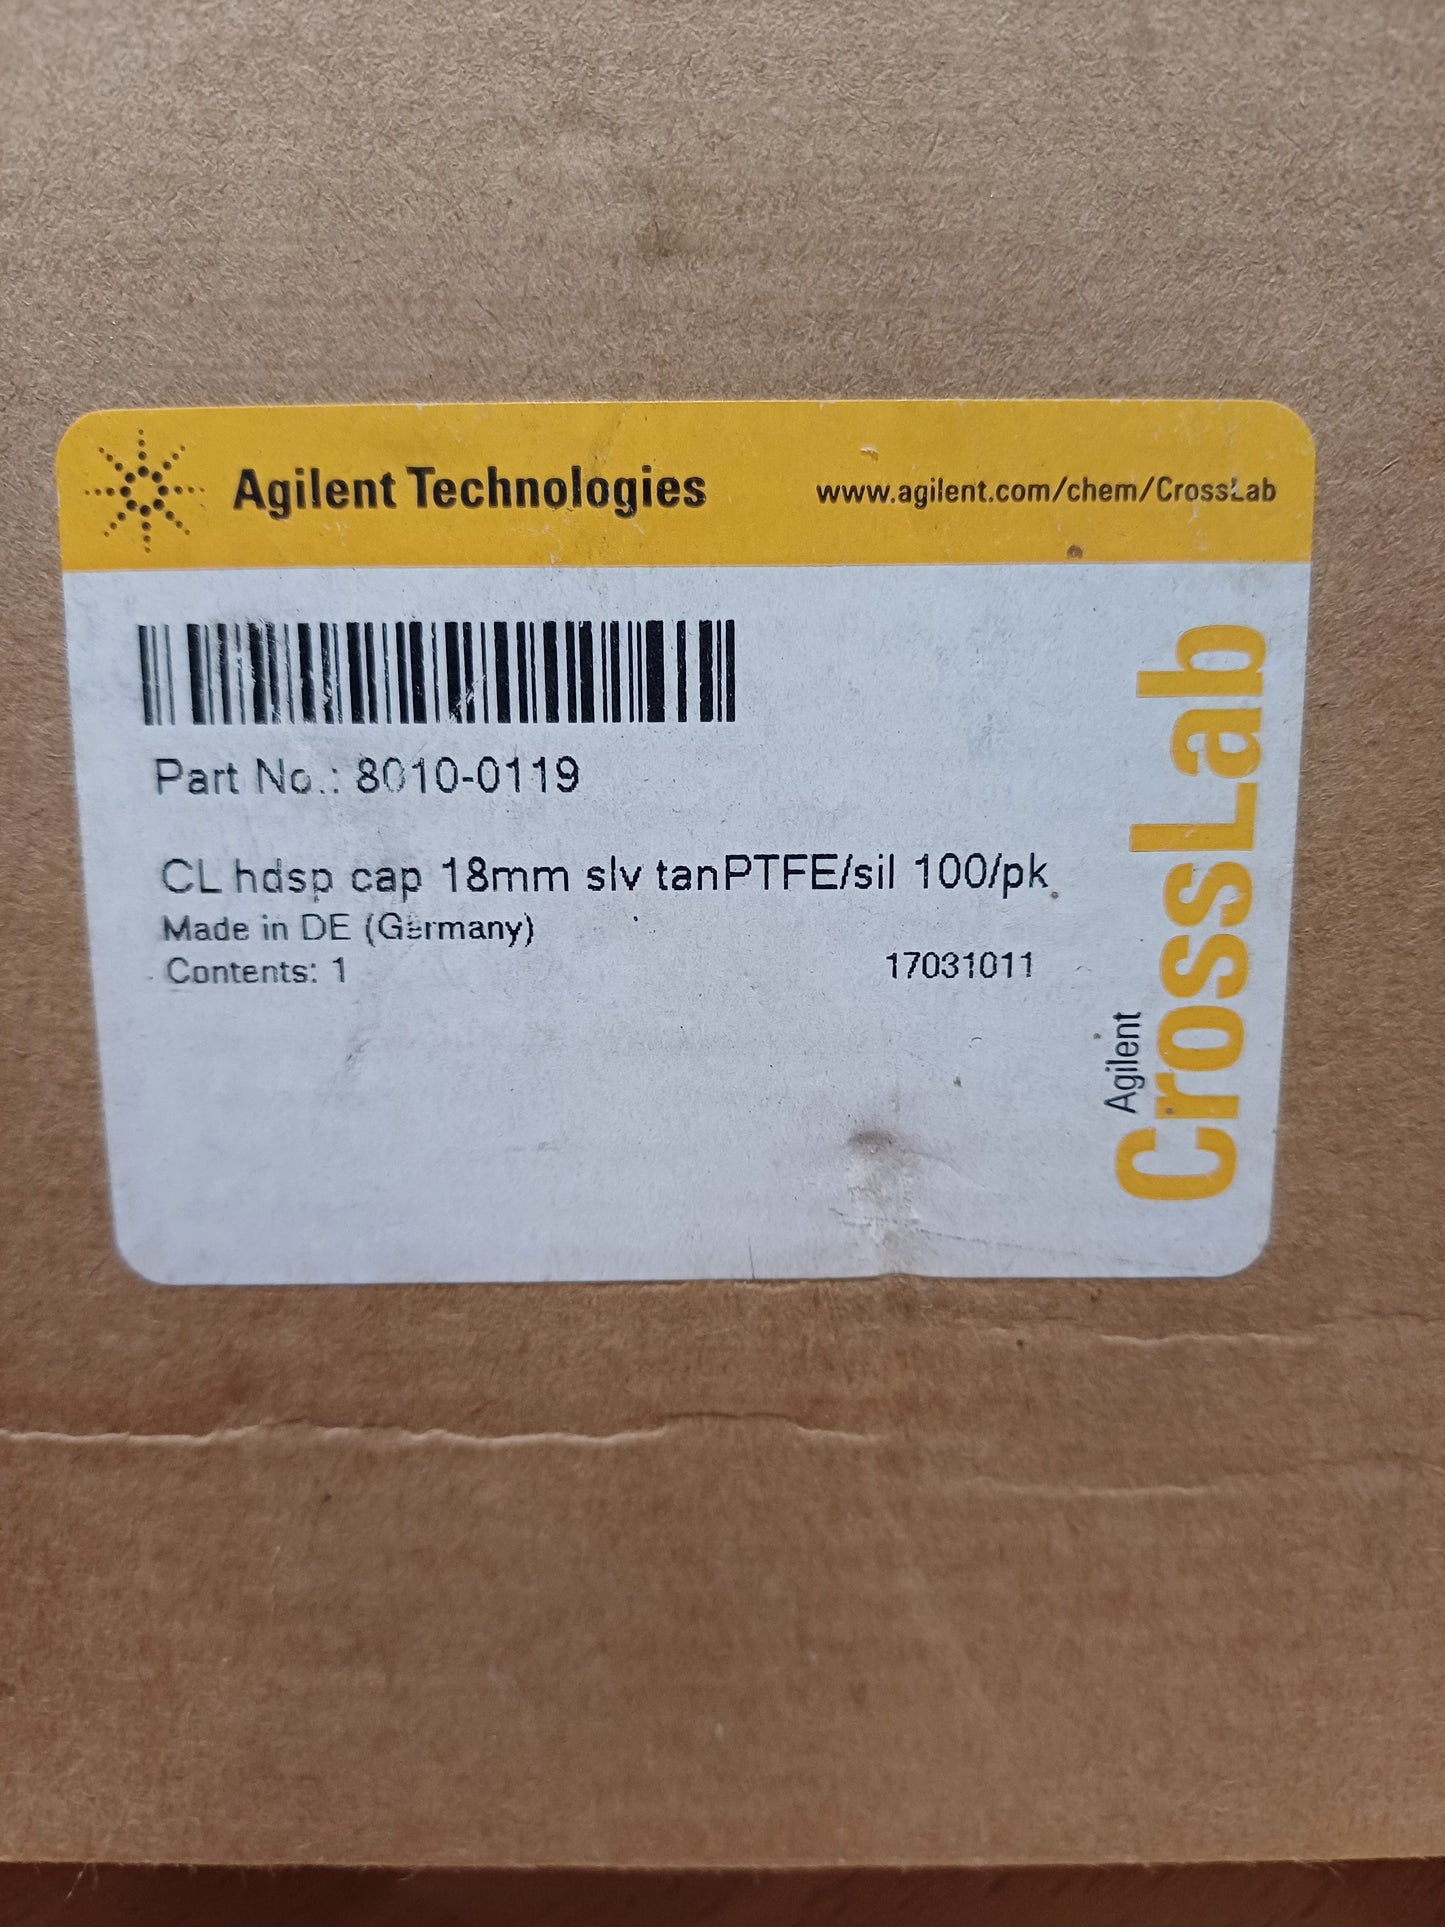 Agilent Technologies
www.agilent.com/chem/CrossLab
Part No.: 8010-0119
CL hdsp cap 18mm slv tanPTFE/sil 100/pk
Made in DE (Germany)
Contents: 1
17031011
Agilent
CrossLab